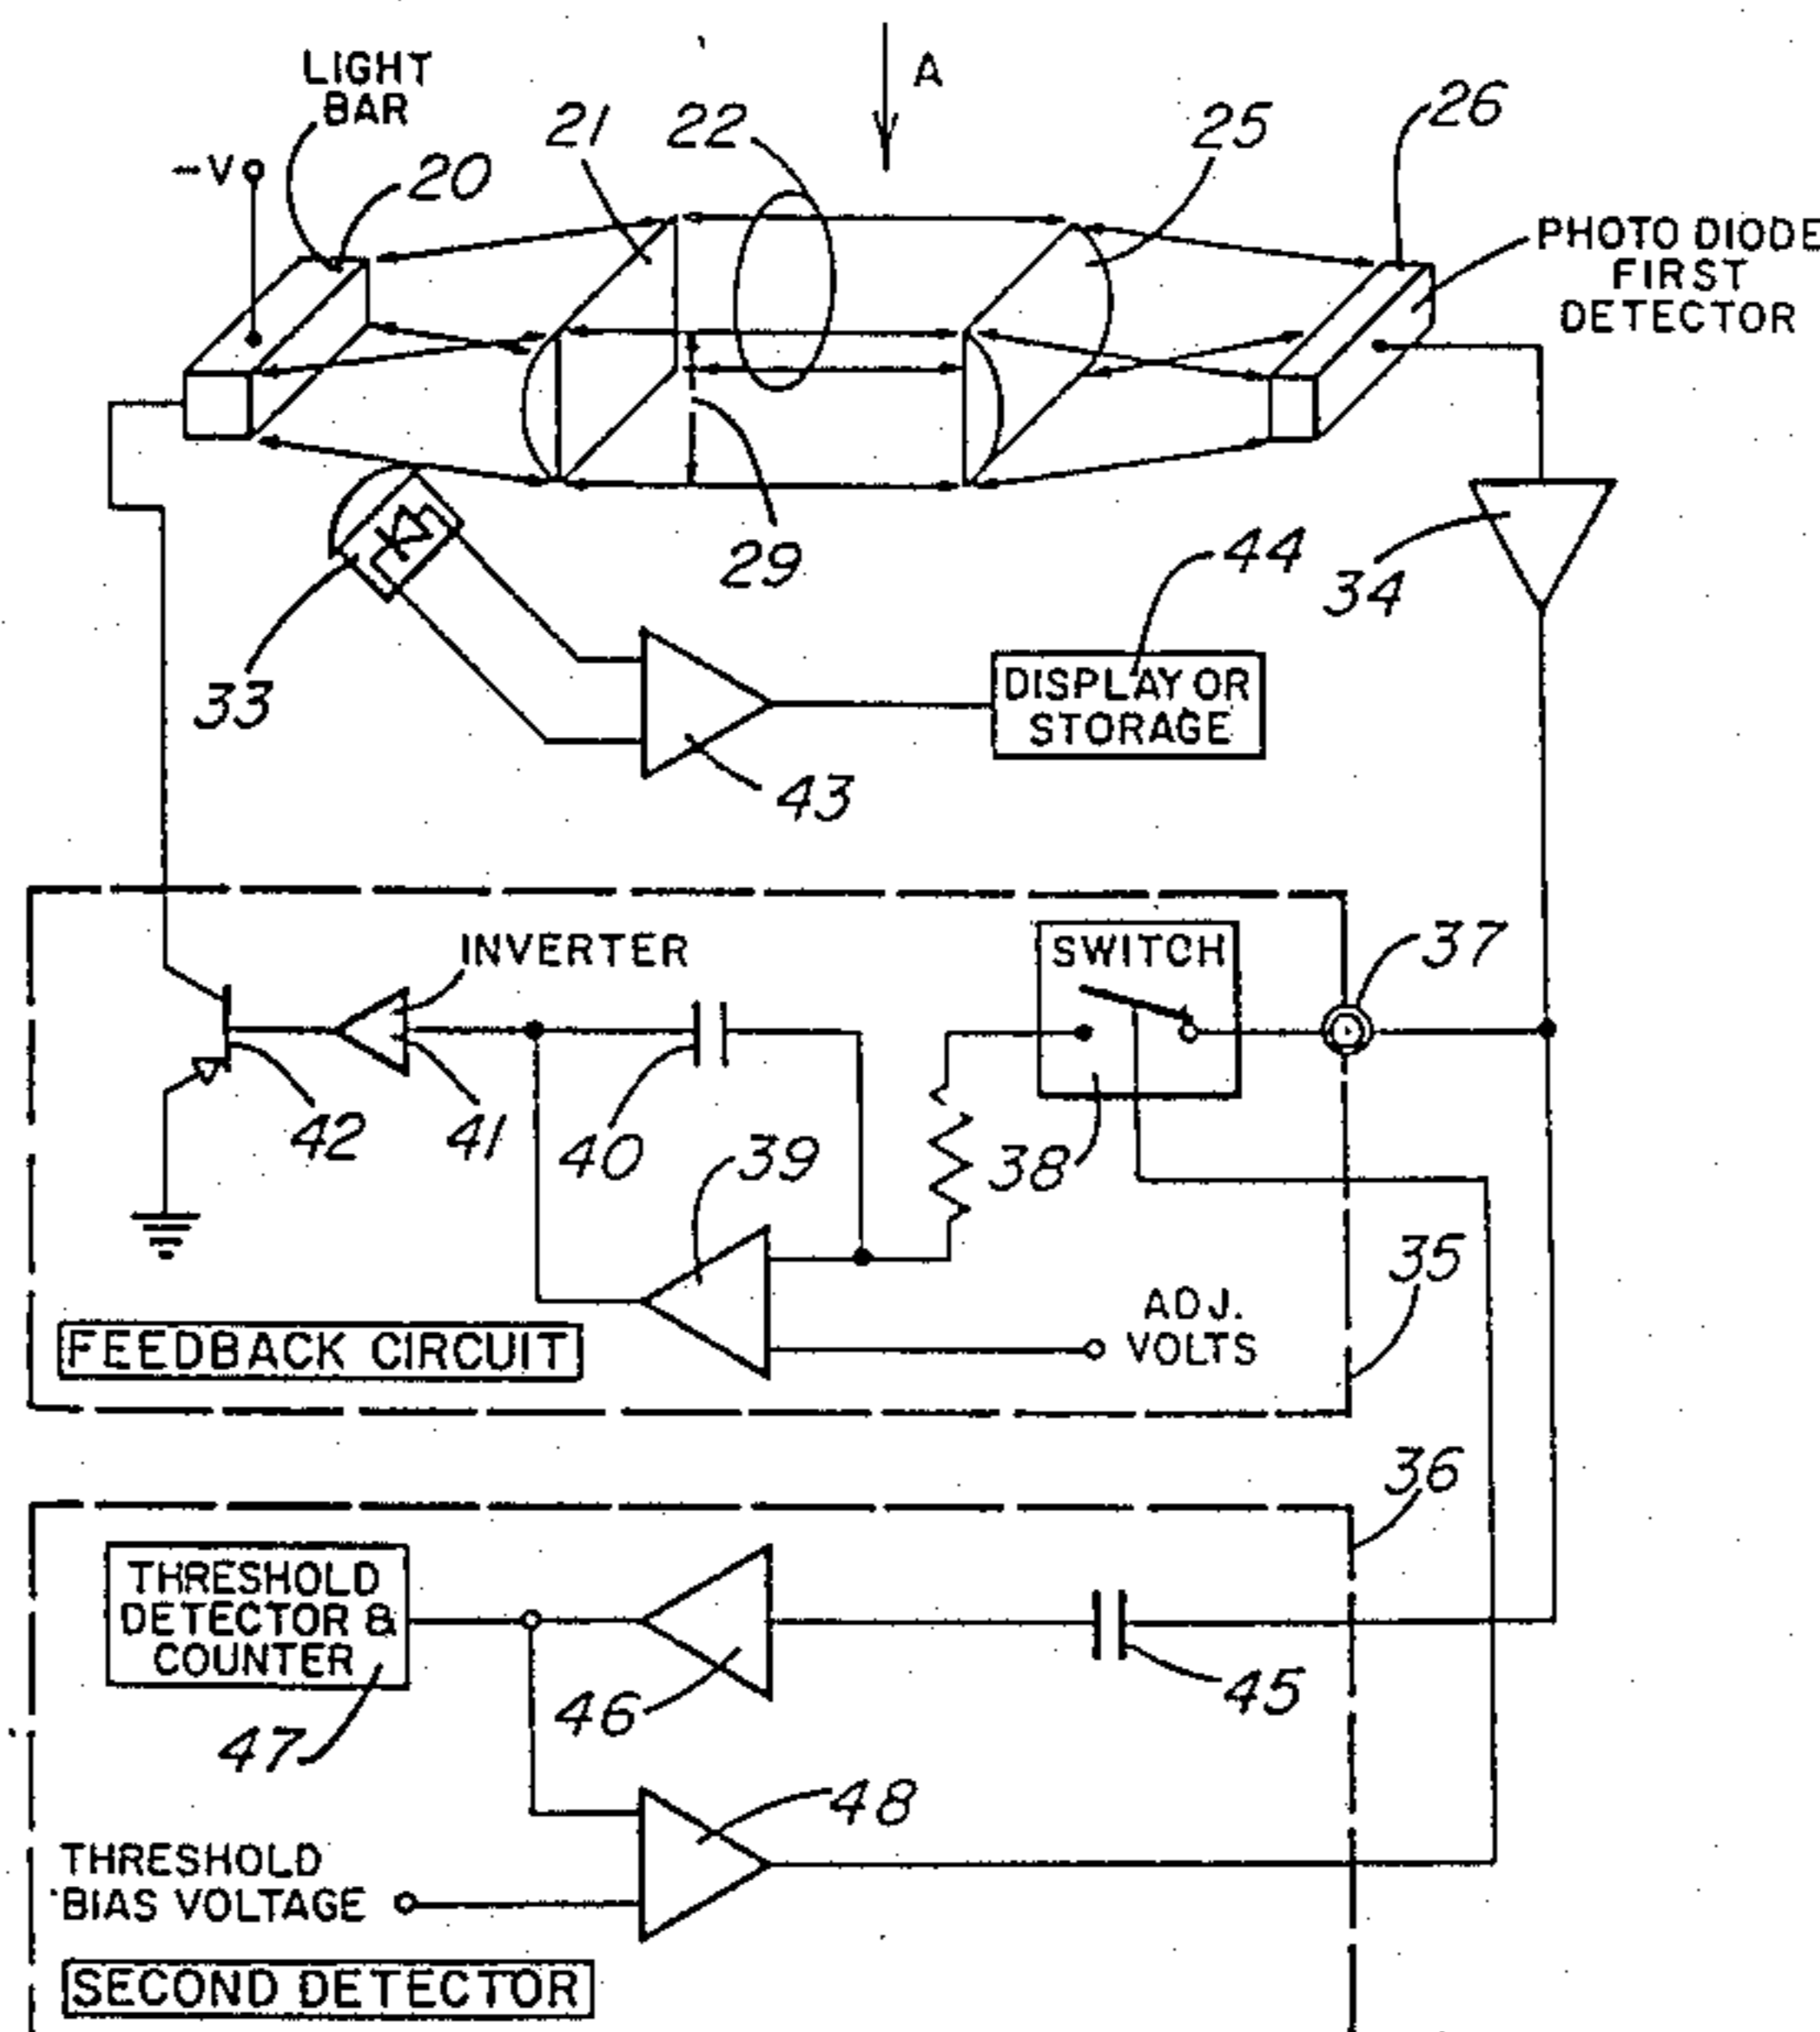 LIGHT
BAR
A
-V
20
21
22
25
26
PHOTO DIODE
FIRST
DETECTOR
29
33
34
44
DISPLAY OR
STORAGE
43
INVERTER
SWITCH
37
42
41
40
39
38
35
ADJ.
VOLTS
FEEDBACK CIRCUIT
36
THRESHOLD
DETECTOR &
COUNTER
46
45
47
48
THRESHOLD
BIAS VOLTAGE
SECOND DETECTOR